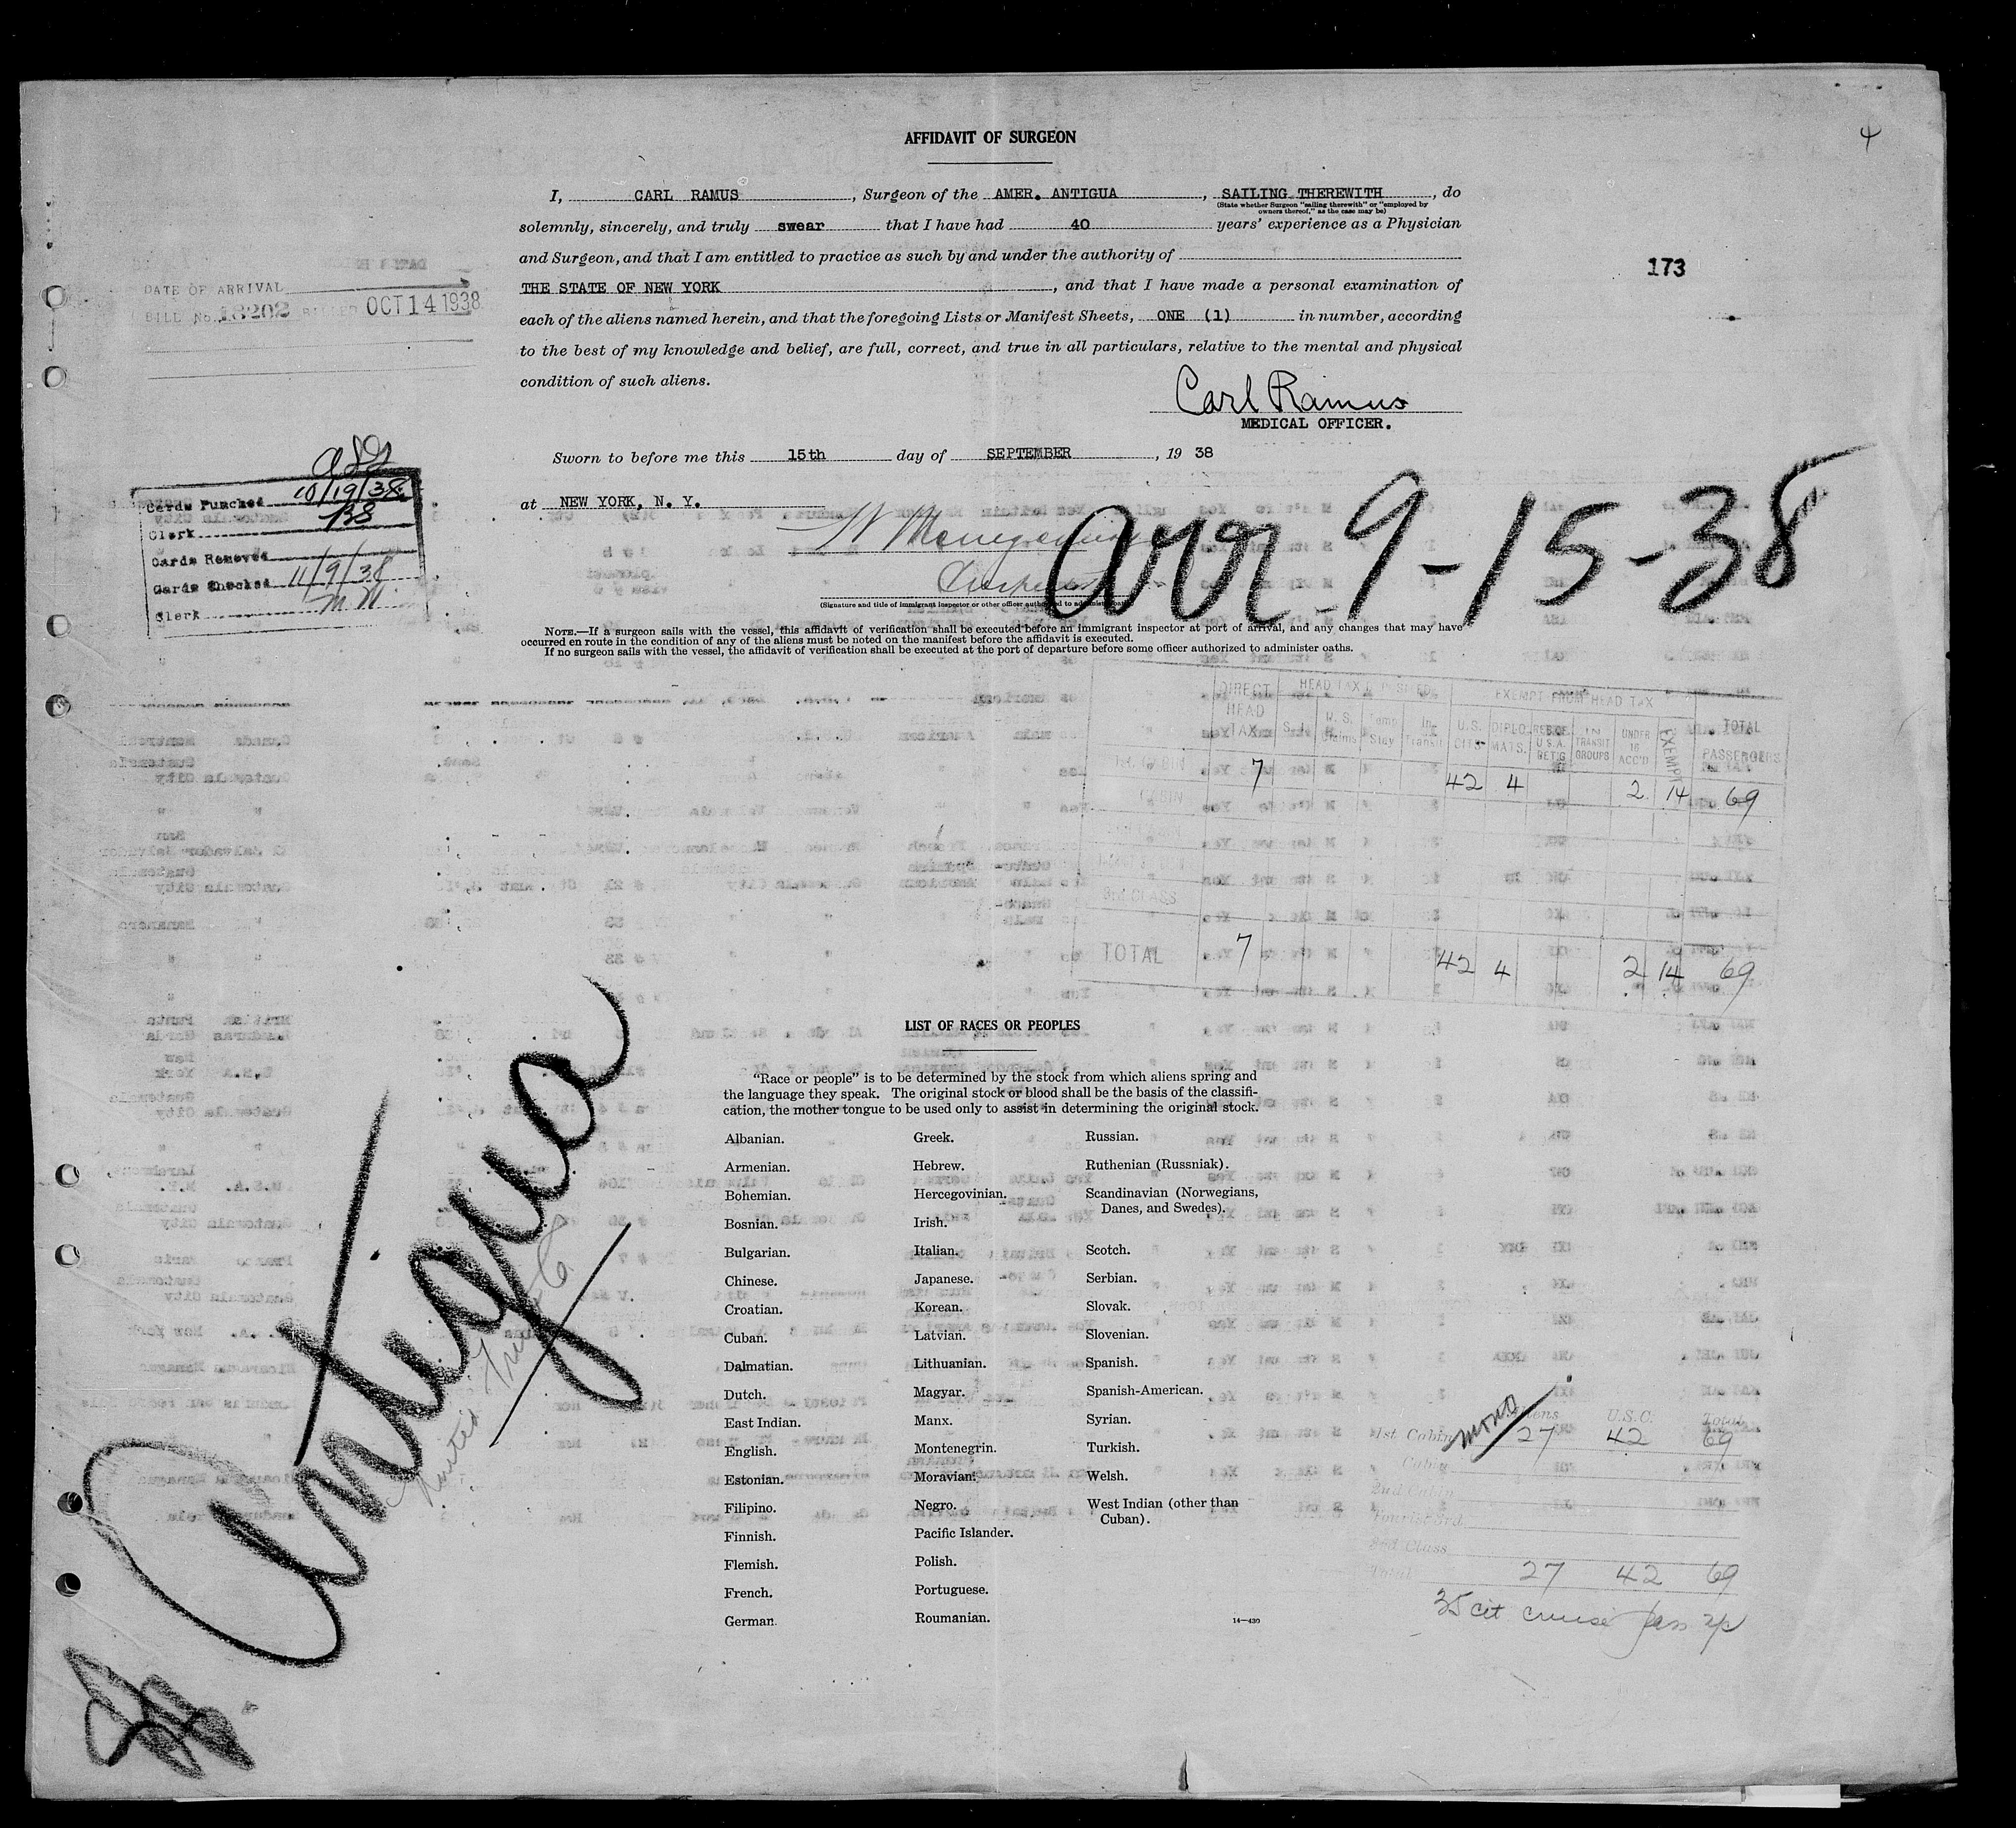 4
AFFIDAVIT OF SURGEON
I, CARL RAMUS, Surgeon of the AMER. ANTIGUA, SAILING THEREWITH, do
(State whether Surgeon "sailing therewith" or "employed by
owners thereof," as the case may be)
solemnly, sincerely, and truly swear that I have had 40 years' experience as a Physician
and Surgeon, and that I am entitled to practice as such by and under the authority of
THE STATE OF NEW YORK, and that I have made a personal examination of
each of the aliens named herein, and that the foregoing Lists or Manifest Sheets, ONE (1) in number, according
to the best of my knowledge and belief, are full, correct, and true in all particulars, relative to the mental and physical
condition of such aliens.
Carl Ramus
MEDICAL OFFICER.
173
DATE OF ARRIVAL
BILL No. 18202 BILLED OCT 14 1938
Sworn to before me this 15th day of SEPTEMBER, 19 38
at NEW YORK, N. Y.
Cards Punched 10/19/38
Clerk
Cards Removed
Cards Checked 11/9/38
Clerk
arr. 9-15-38
(Signature and title of immigrant inspector or other officer authorized to administer
NOTE.—If a surgeon sails with the vessel, this affidavit of verification shall be executed before an immigrant inspector at port of arrival, and any changes that may have
occurred en route in the condition of any of the aliens must be noted on the manifest before the affidavit is executed.
If no surgeon sails with the vessel, the affidavit of verification shall be executed at the port of departure before some officer authorized to administer oaths.
DIRECT HEAD TAX
EXEMPT FROM HEAD TAX
U.S. CITS. DIPLOMATS. RES. OF U.S.A. RET'G IN TRANSIT GROUPS UNDER 16 ACC'D EXEMPT TOTAL PASSENGERS
1ST. CABIN 7 42 4 2 14 69
CABIN
3RD CLASS
TOTAL 7 42 4 2 14 69
LIST OF RACES OR PEOPLES
"Race or people" is to be determined by the stock from which aliens spring and
the language they speak. The original stock or blood shall be the basis of the classifi-
cation, the mother tongue to be used only to assist in determining the original stock.
Albanian.
Armenian.
Bohemian.
Bosnian.
Bulgarian.
Chinese.
Croatian.
Cuban.
Dalmatian.
Dutch.
East Indian.
English.
Estonian.
Filipino.
Finnish.
Flemish.
French.
German.
Greek.
Hebrew.
Hercegovinian.
Irish.
Italian.
Japanese.
Korean.
Latvian.
Lithuanian.
Magyar.
Manx.
Montenegrin.
Moravian.
Negro.
Pacific Islander.
Polish.
Portuguese.
Roumanian.
Russian.
Ruthenian (Russniak).
Scandinavian (Norwegians,
Danes, and Swedes).
Scotch.
Serbian.
Slovak.
Slovenian.
Spanish.
Spanish-American.
Syrian.
Turkish.
Welsh.
West Indian (other than
Cuban).
14—430
Antigua
United Fruit Co
mono
U.S.C. Total
1st Cabin 27 42 69
Cabin
2nd Cabin
Tourist 3rd
3rd Class
Total 27 42 69
35 cit cruise